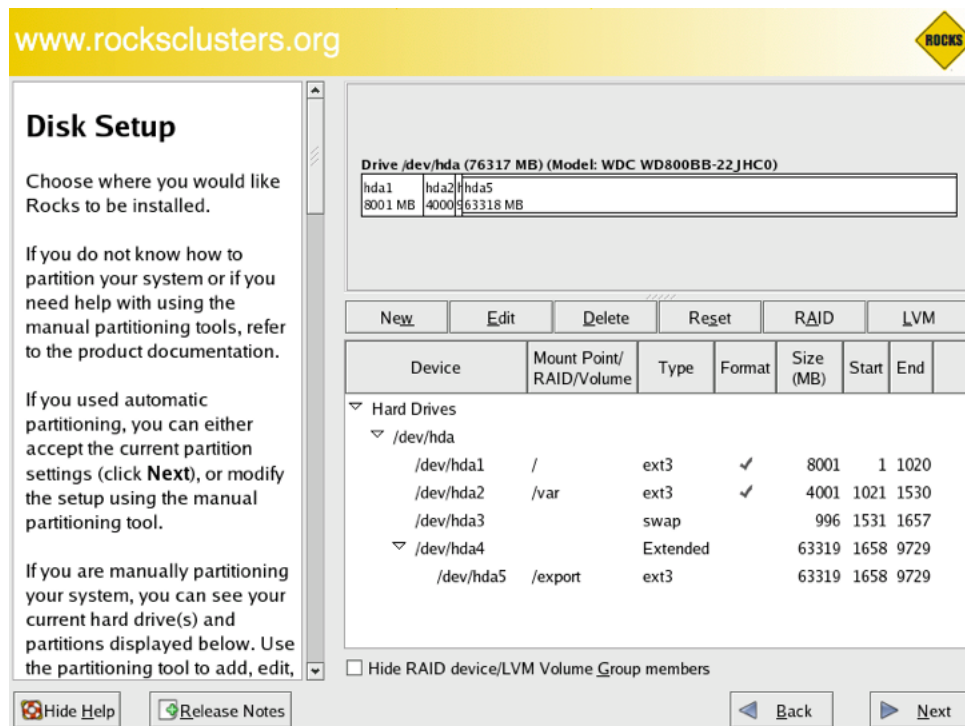 www.rocksclusters.org
ROCKS
Disk Setup
Choose where you would like
Rocks to be installed.
If you do not know how to
partition your system or if you
need help with using the
manual partitioning tools, refer
to the product documentation.
If you used automatic
partitioning, you can either
accept the current partition
settings (click Next), or modify
the setup using the manual
partitioning tool.
If you are manually partitioning
your system, you can see your
current hard drive(s) and
partitions displayed below. Use
the partitioning tool to add, edit,
Drive /dev/hda (76317 MB) (Model: WDC WD800BB-22JHC0)
hda1 hda2 hda5
8001 MB 4000 63318 MB
New Edit Delete Reset RAID LVM
Device Mount Point/ RAID/Volume Type Format Size (MB) Start End
Hard Drives
/dev/hda
/dev/hda1 / ext3 ✓ 8001 1 1020
/dev/hda2 /var ext3 ✓ 4001 1021 1530
/dev/hda3 swap 996 1531 1657
/dev/hda4 Extended 63319 1658 9729
/dev/hda5 /export ext3 63319 1658 9729
Hide RAID device/LVM Volume Group members
Hide Help Release Notes Back Next